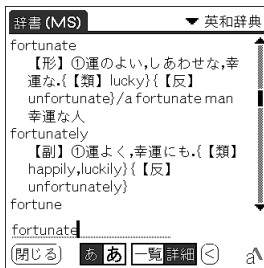 辞書(MS) ▼ 英和辞典
fortunate
【形】①運のよい,しあわせな,幸
運な.{【類】lucky}{【反】
unfortunate}/a fortunate man
幸運な人
fortunately
【副】①運よく,幸運にも.{【類】
happily,luckily}{【反】
unfortunately}
fortune
fortunate
閉じる あ あ 一覧 詳細 < a